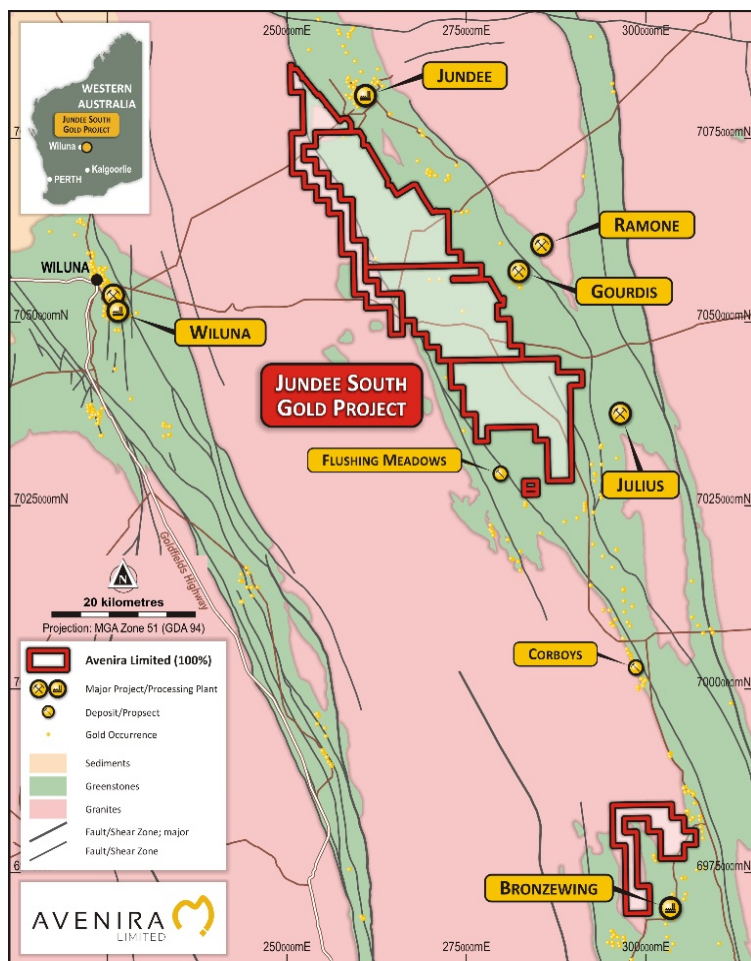 250000mE
275000mE
300000mE
WESTERN
AUSTRALIA
JUNDEE SOUTH
GOLD PROJECT
Wiluna
Kalgoorlie
PERTH
JUNDEE
7075000mN
RAMONE
GOURDIS
WILUNA
7050000mN
WILUNA
JUNDEE SOUTH
GOLD PROJECT
FLUSHING MEADOWS
JULIUS
7025000mN
7025000mN
Goldfields Highway
N
20 kilometres
Projection: MGA Zone 51 (GDA 94)
CORBOYS
7000000mN
Avenira Limited (100%)
Major Project/Processing Plant
Deposit/Propsect
Gold Occurrence
Sediments
Greenstones
Granites
Fault/Shear Zone; major
Fault/Shear Zone
6975000mN
BRONZEWING
AVENIRA
LIMITED
250000mE
275000mE
300000mE